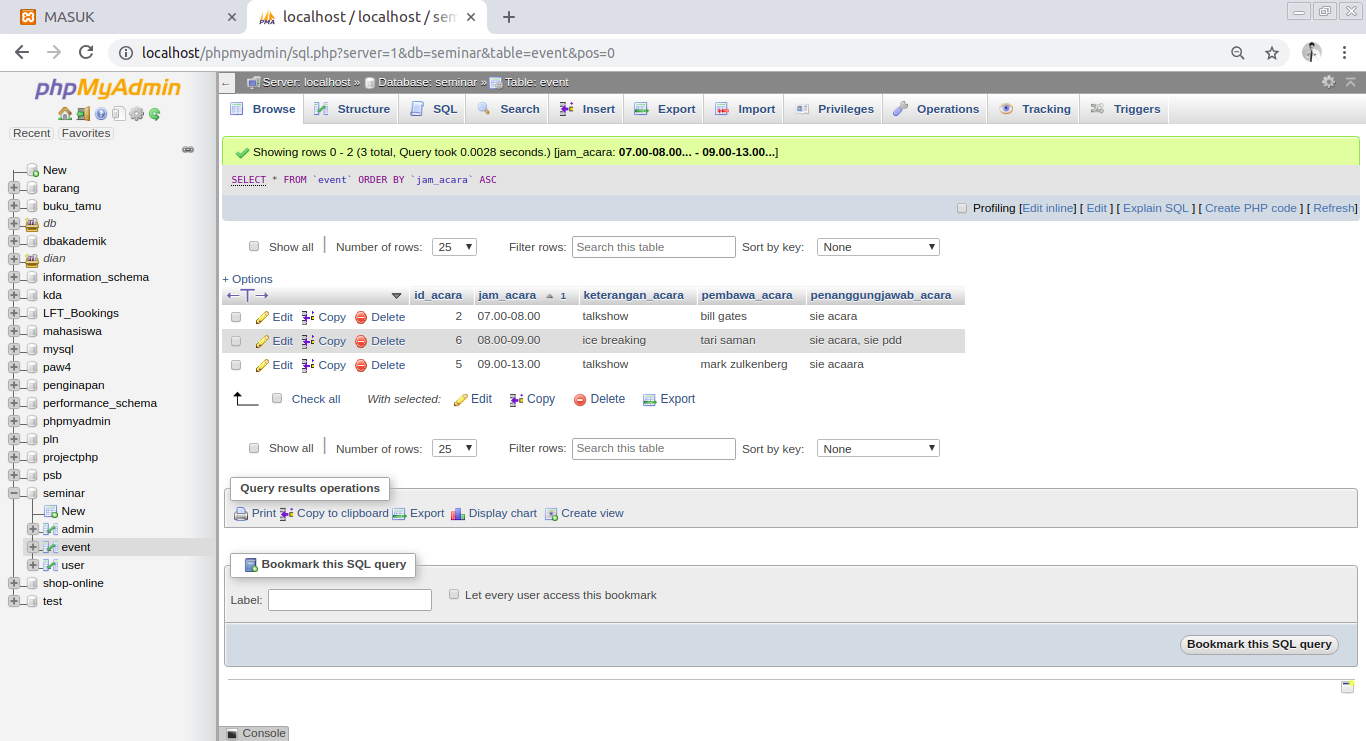 MASUK
localhost / localhost / sem
localhost/phpmyadmin/sql.php?server=1&db=seminar&table=event&pos=0
phpMyAdmin
Recent Favorites
New
barang
buku_tamu
db
dbakademik
dian
information_schema
kda
LFT_Bookings
mahasiswa
mysql
paw4
penginapan
performance_schema
phpmyadmin
pln
projectphp
psb
seminar
New
admin
event
user
shop-online
test
Server: localhost » Database: seminar » Table: event
Browse Structure SQL Search Insert Export Import Privileges Operations Tracking Triggers
Showing rows 0 - 2 (3 total, Query took 0.0028 seconds.) [jam_acara: 07.00-08.00... - 09.00-13.00...]
SELECT * FROM `event` ORDER BY `jam_acara` ASC
Profiling [Edit inline] [ Edit ] [ Explain SQL ] [ Create PHP code ] [ Refresh]
Show all | Number of rows: 25 Filter rows: Search this table Sort by key: None
+ Options
←T→ id_acara jam_acara 1 keterangan_acara pembawa_acara penanggungjawab_acara
Edit Copy Delete 2 07.00-08.00 talkshow bill gates sie acara
Edit Copy Delete 6 08.00-09.00 ice breaking tari saman sie acara, sie pdd
Edit Copy Delete 5 09.00-13.00 talkshow mark zulkenberg sie acaara
Check all With selected: Edit Copy Delete Export
Show all | Number of rows: 25 Filter rows: Search this table Sort by key: None
Query results operations
Print Copy to clipboard Export Display chart Create view
Bookmark this SQL query
Label: Let every user access this bookmark
Bookmark this SQL query
Console